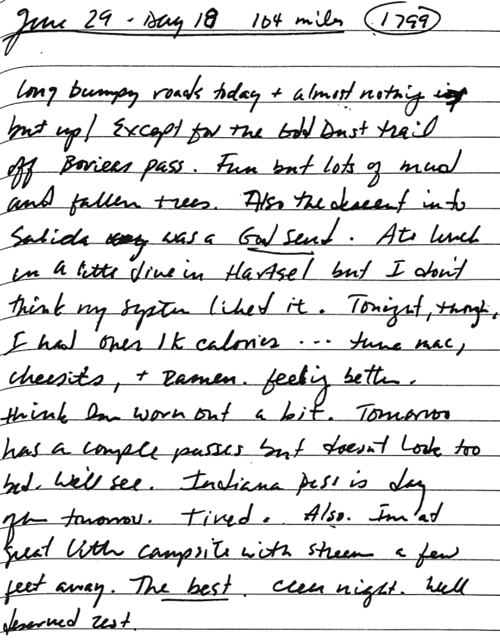 June 29 - Day 18 104 miles 1799
Long bumpy roads today + almost nothing
but up! Except for the Gold Dust trail
off Boreas pass. Fun but lots of mud
and fallen trees. Also the descent into
Salida was a God send. Ate lunch
in a little dive in Hartsel but I don't
think my system liked it. Tonight, though,
I had over 1k calories ... tuna mac,
cheesits, + Ramen. feeling better.
think I'm worn out a bit. Tomorrow
has a couple passes but doesn't look too
bad. We'll see. Indiana pass is day
after tomorrow. Tired. Also. I'm at
great little campsite with stream a few
feet away. The best. Clear night. Well
deserved rest.